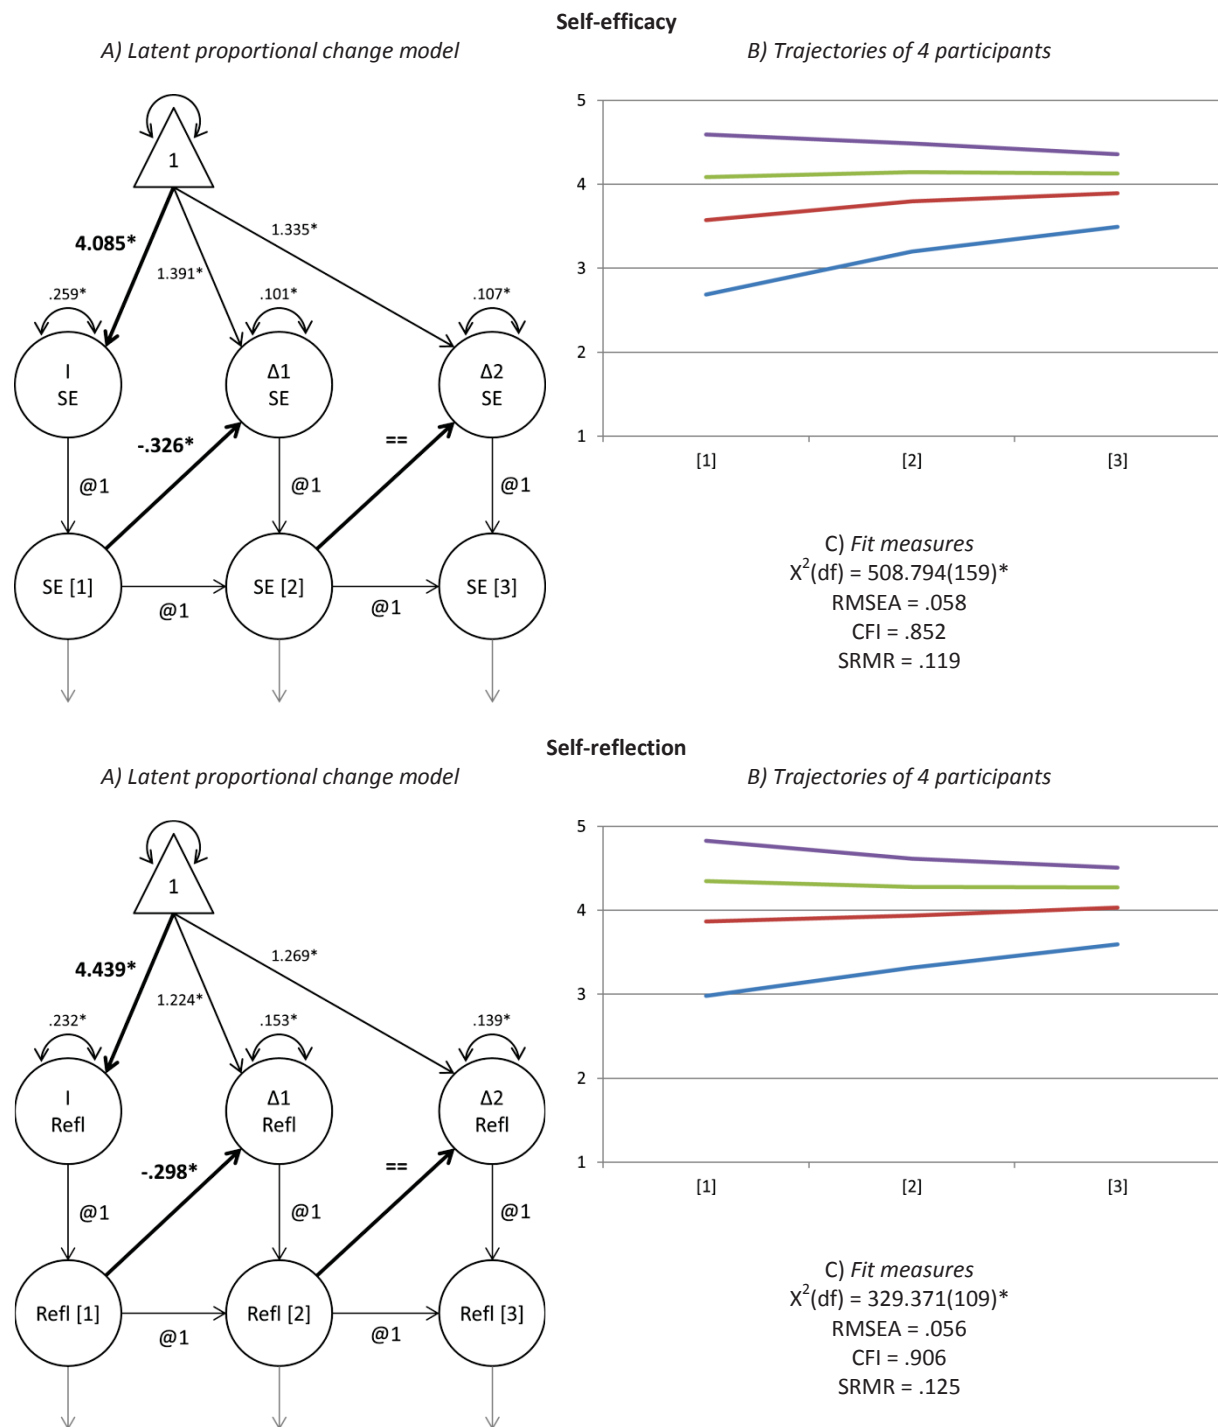 Self-efficacy
A) Latent proportional change model
B) Trajectories of 4 participants
1
4.085*
1.391*
1.335*
.259*
.101*
.107*
I
SE
Δ1
SE
Δ2
SE
-.326*
==
@1
@1
@1
SE [1]
SE [2]
SE [3]
@1
@1
5
4
3
2
1
[1]
[2]
[3]
C) Fit measures
X²(df) = 508.794(159)*
RMSEA = .058
CFI = .852
SRMR = .119
Self-reflection
A) Latent proportional change model
B) Trajectories of 4 participants
1
4.439*
1.224*
1.269*
.232*
.153*
.139*
I
Refl
Δ1
Refl
Δ2
Refl
-.298*
==
@1
@1
@1
Refl [1]
Refl [2]
Refl [3]
@1
@1
5
4
3
2
1
[1]
[2]
[3]
C) Fit measures
X²(df) = 329.371(109)*
RMSEA = .056
CFI = .906
SRMR = .125